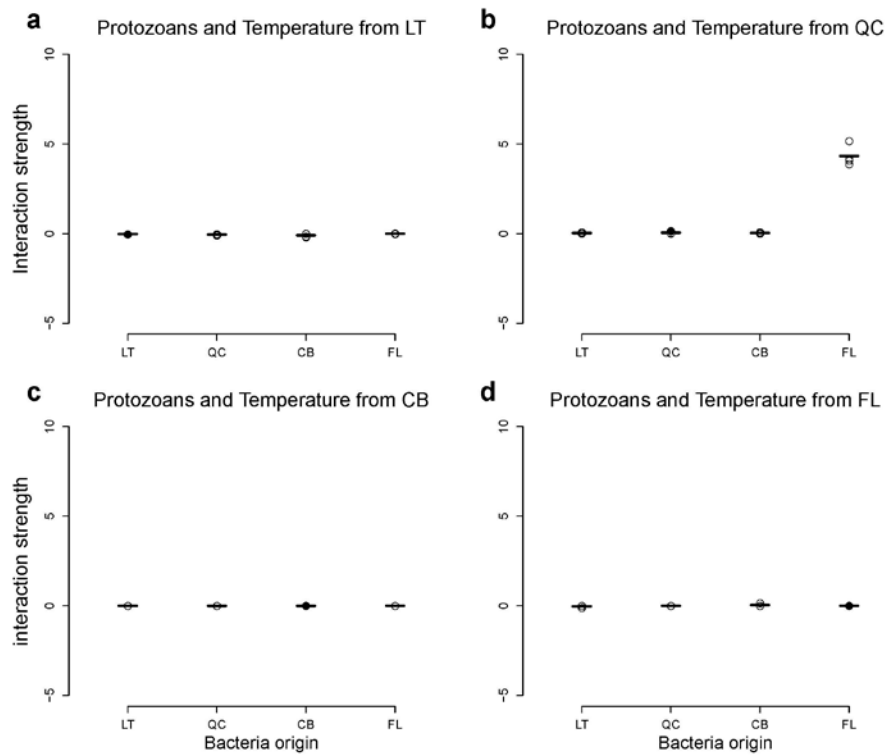 a
Protozoans and Temperature from LT
Interaction strength
10
5
0
-5
LT QC CB FL
b
Protozoans and Temperature from QC
10
5
0
-5
LT QC CB FL
c
Protozoans and Temperature from CB
interaction strength
10
5
0
-5
LT QC CB FL
Bacteria origin
d
Protozoans and Temperature from FL
10
5
0
-5
LT QC CB FL
Bacteria origin